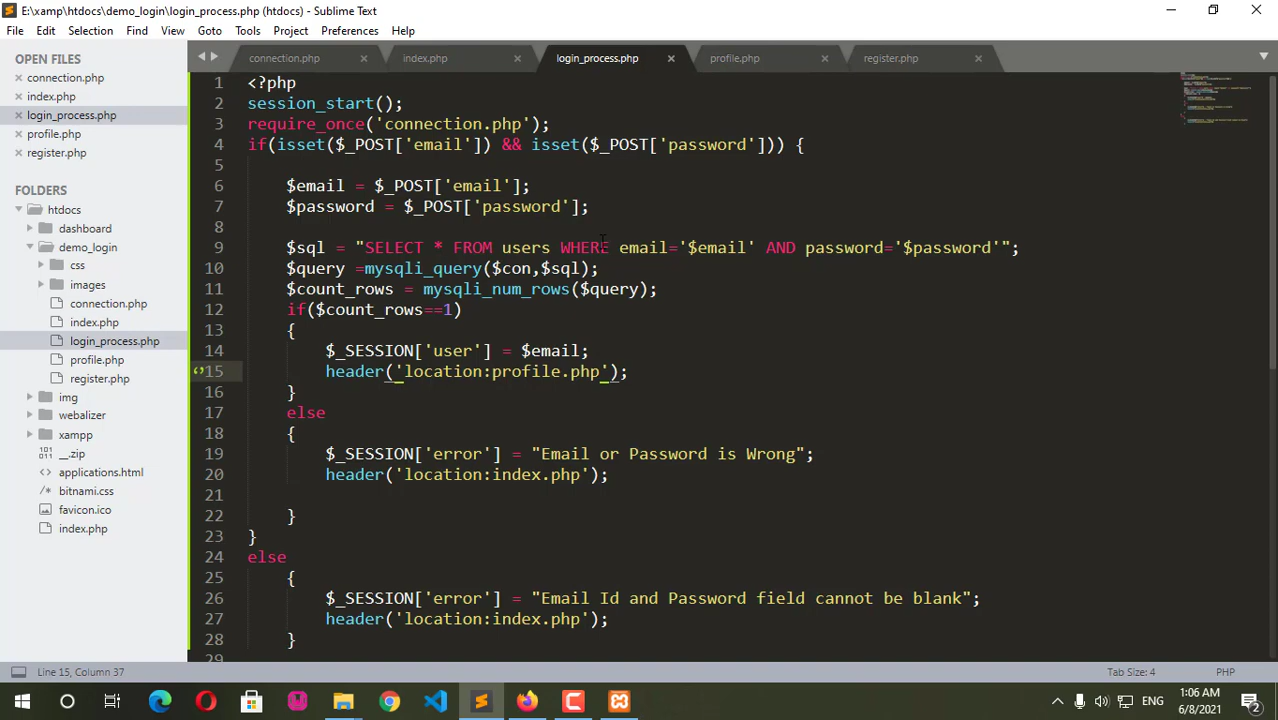 E:\xamp\htdocs\demo_login\login_process.php (htdocs) - Sublime Text
File Edit Selection Find View Goto Tools Project Preferences Help
OPEN FILES
connection.php
index.php
login_process.php
profile.php
register.php
FOLDERS
htdocs
dashboard
demo_login
css
images
connection.php
index.php
login_process.php
profile.php
register.php
img
webalizer
xampp
__.zip
applications.html
bitnami.css
favicon.ico
index.php
connection.php index.php login_process.php profile.php register.php
1 <?php
2 session_start();
3 require_once('connection.php');
4 if(isset($_POST['email']) && isset($_POST['password'])) {
5
6 $email = $_POST['email'];
7 $password = $_POST['password'];
8
9 $sql = "SELECT * FROM users WHERE email='$email' AND password='$password'";
10 $query =mysqli_query($con,$sql);
11 $count_rows = mysqli_num_rows($query);
12 if($count_rows==1)
13 {
14 $_SESSION['user'] = $email;
15 header('location:profile.php');
16 }
17 else
18 {
19 $_SESSION['error'] = "Email or Password is Wrong";
20 header('location:index.php');
21
22 }
23 }
24 else
25 {
26 $_SESSION['error'] = "Email Id and Password field cannot be blank";
27 header('location:index.php');
28 }
29
Line 15, Column 37
Tab Size: 4
PHP
ENG
1:06 AM
6/8/2021
2